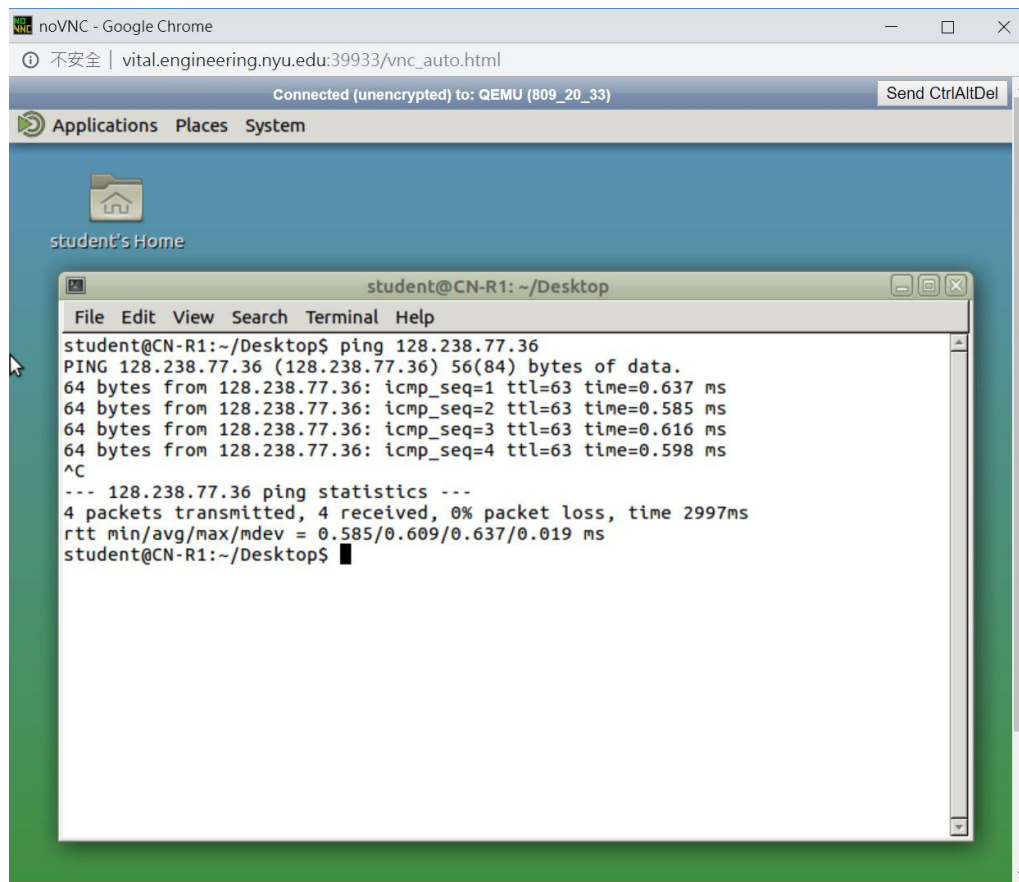 noVNC - Google Chrome
不安全 | vital.engineering.nyu.edu:39933/vnc_auto.html
Connected (unencrypted) to: QEMU (809_20_33)
Send CtrlAltDel
Applications Places System
student's Home
student@CN-R1: ~/Desktop
File Edit View Search Terminal Help
student@CN-R1:~/Desktop$ ping 128.238.77.36
PING 128.238.77.36 (128.238.77.36) 56(84) bytes of data.
64 bytes from 128.238.77.36: icmp_seq=1 ttl=63 time=0.637 ms
64 bytes from 128.238.77.36: icmp_seq=2 ttl=63 time=0.585 ms
64 bytes from 128.238.77.36: icmp_seq=3 ttl=63 time=0.616 ms
64 bytes from 128.238.77.36: icmp_seq=4 ttl=63 time=0.598 ms
^C
--- 128.238.77.36 ping statistics ---
4 packets transmitted, 4 received, 0% packet loss, time 2997ms
rtt min/avg/max/mdev = 0.585/0.609/0.637/0.019 ms
student@CN-R1:~/Desktop$